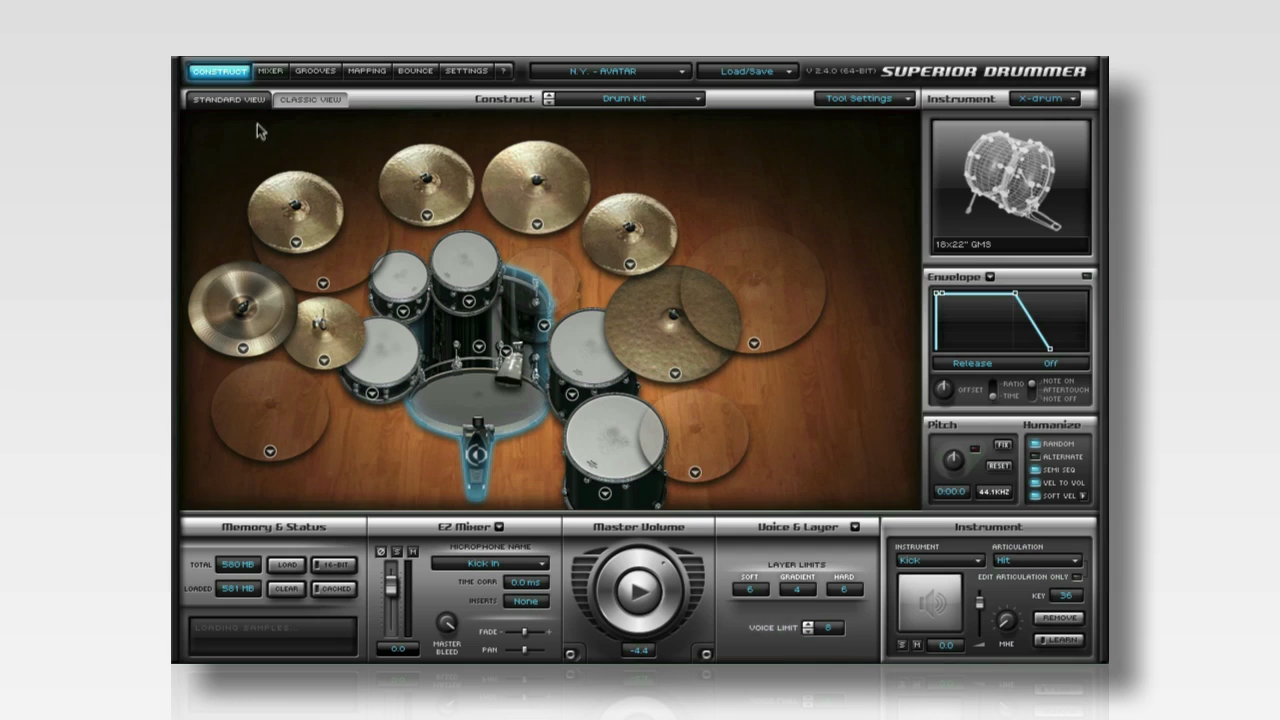 CONSTRUCT MIXER GROOVES MAPPING BOUNCE SETTINGS ? N.Y. - AVATAR Load/Save V 2.4.0 (64-BIT) SUPERIOR DRUMMER
STANDARD VIEW CLASSIC VIEW Construct Drum Kit Tool Settings Instrument X-drum
18x22" GMS
Envelope
Release Off
OFFSET RATIO TIME NOTE ON AFTERTOUCH NOTE OFF
Pitch Humanize
FIX RANDOM
ALTERNATE
RESET SEMI SEQ
VEL TO VOL
0:00.0 44.1KHZ SOFT VEL
Memory & Status EZ Mixer Master Volume Voice & Layer Instrument
TOTAL 580 MB LOAD 16-BIT
LOADED 581 MB CLEAR CACHED
LOADING SAMPLES...
Ø S M MICROPHONE NAME
Kick in
TIME CORR 0.0 ms
INSERTS None
FADE - +
MASTER BLEED PAN
0.0
-4.4
LAYER LIMITS
SOFT GRADIENT HARD
6 4 6
VOICE LIMIT 8
INSTRUMENT ARTICULATION
Kick Hit
EDIT ARTICULATION ONLY
KEY 36
REMOVE
LEARN
S M 0.0 MHE